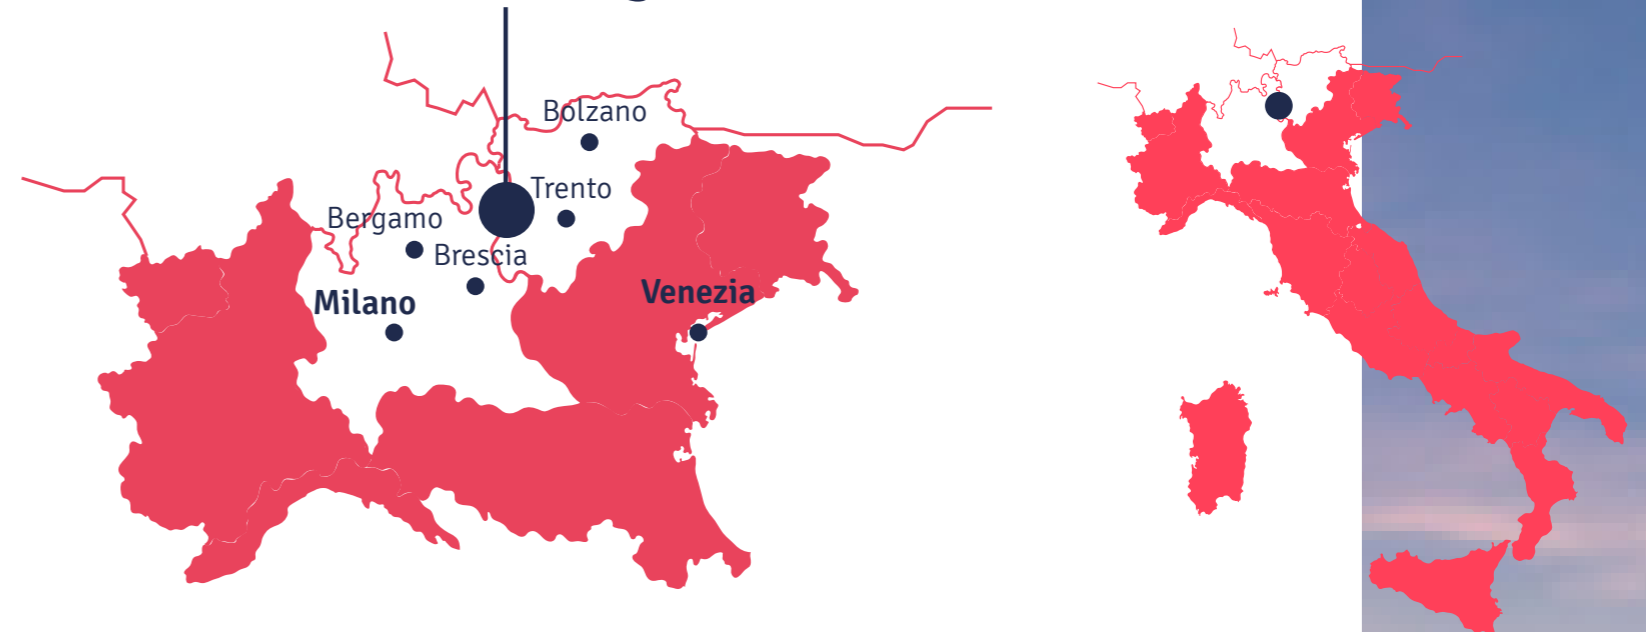 Bolzano
Trento
Bergamo
Brescia
Milano
Venezia